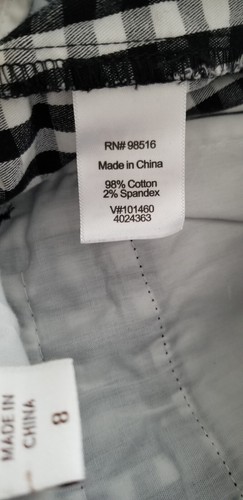 RN# 98516
Made in China
98% Cotton
2% Spandex
V#101460
4024363
MADE IN
CHINA
8